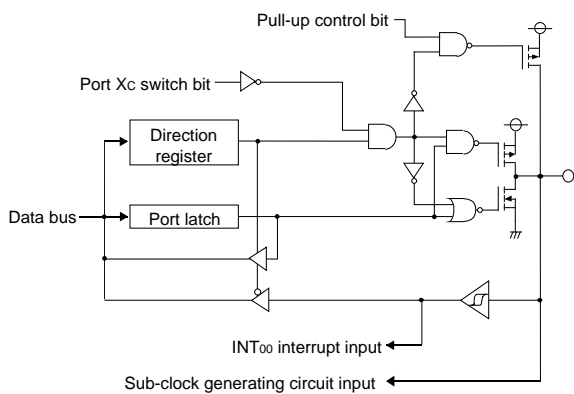 Pull-up control bit
Port Xc switch bit
Direction
register
Data bus
Port latch
INT00 interrupt input
Sub-clock generating circuit input